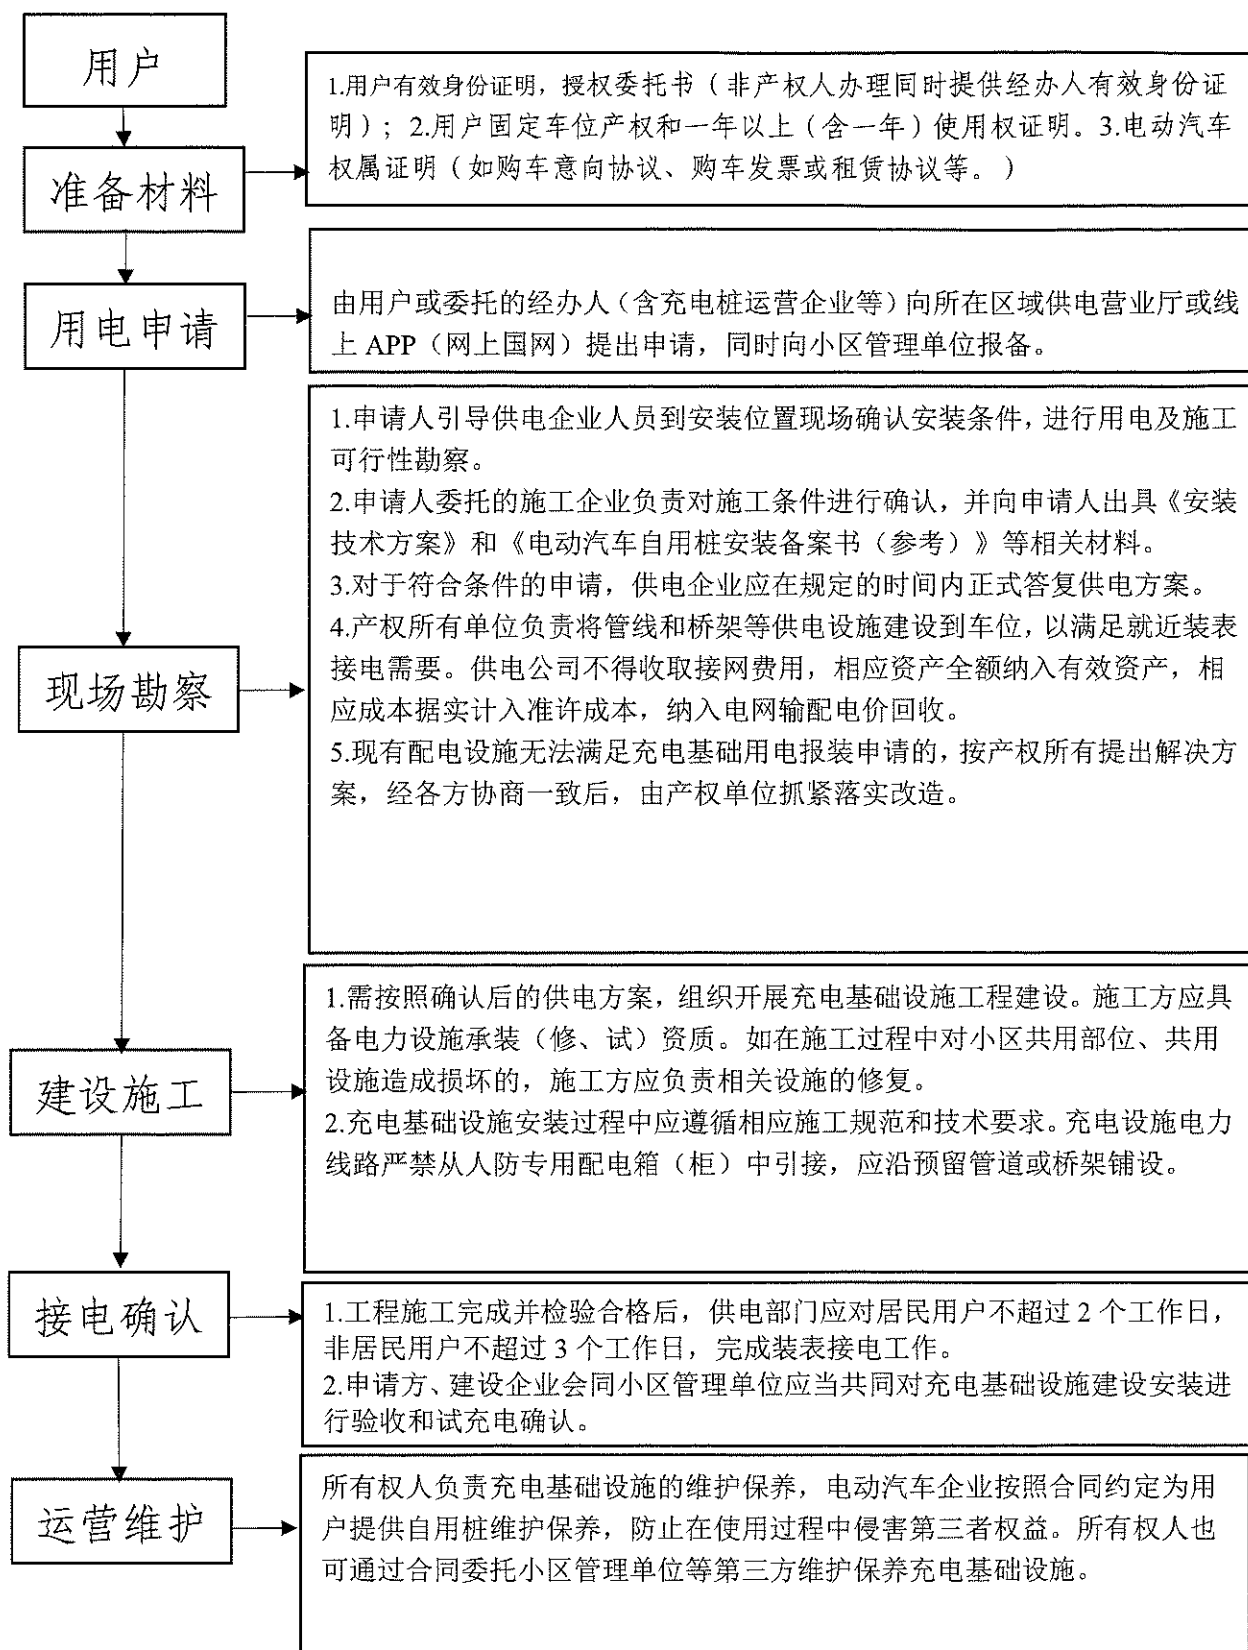 用户
1.用户有效身份证明，授权委托书（非产权人办理同时提供经办人有效身份证
明）；2.用户固定车位产权和一年以上（含一年）使用权证明。3.电动汽车
权属证明（如购车意向协议、购车发票或租赁协议等。）
准备材料
用电申请
由用户或委托的经办人（含充电桩运营企业等）向所在区域供电营业厅或线
上 APP（网上国网）提出申请，同时向小区管理单位报备。
现场勘察
1.申请人引导供电企业人员到安装位置现场确认安装条件，进行用电及施工
可行性勘察。
2.申请人委托的施工企业负责对施工条件进行确认，并向申请人出具《安装
技术方案》和《电动汽车自用桩安装备案书（参考）》等相关材料。
3.对于符合条件的申请，供电企业应在规定的时间内正式答复供电方案。
4.产权所有单位负责将管线和桥架等供电设施建设到车位，以满足就近装表
接电需要。供电公司不得收取接网费用，相应资产全额纳入有效资产，相
应成本据实计入准许成本，纳入电网输配电价回收。
5.现有配电设施无法满足充电基础用电报装申请的，按产权所有提出解决方
案，经各方协商一致后，由产权单位抓紧落实改造。
建设施工
1.需按照确认后的供电方案，组织开展充电基础设施工程建设。施工方应具
备电力设施承装（修、试）资质。如在施工过程中对小区共用部位、共用
设施造成损坏的，施工方应负责相关设施的修复。
2.充电基础设施安装过程中应遵循相应施工规范和技术要求。充电设施电力
线路严禁从人防专用配电箱（柜）中引接，应沿预留管道或桥架铺设。
接电确认
1.工程施工完成并检验合格后，供电部门应对居民用户不超过 2 个工作日，
非居民用户不超过 3 个工作日，完成装表接电工作。
2.申请方、建设企业会同小区管理单位应当共同对充电基础设施建设安装进
行验收和试充电确认。
运营维护
所有权人负责充电基础设施的维护保养，电动汽车企业按照合同约定为用
户提供自用桩维护保养，防止在使用过程中侵害第三者权益。所有权人也
可通过合同委托小区管理单位等第三方维护保养充电基础设施。